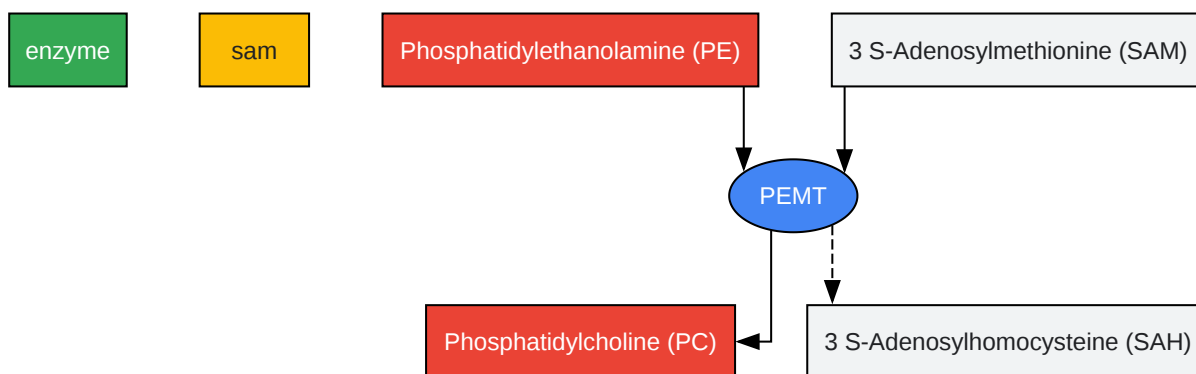 enzyme
sam
Phosphatidylethanolamine (PE)
3 S-Adenosylmethionine (SAM)
PEMT
Phosphatidylcholine (PC)
3 S-Adenosylhomocysteine (SAH)